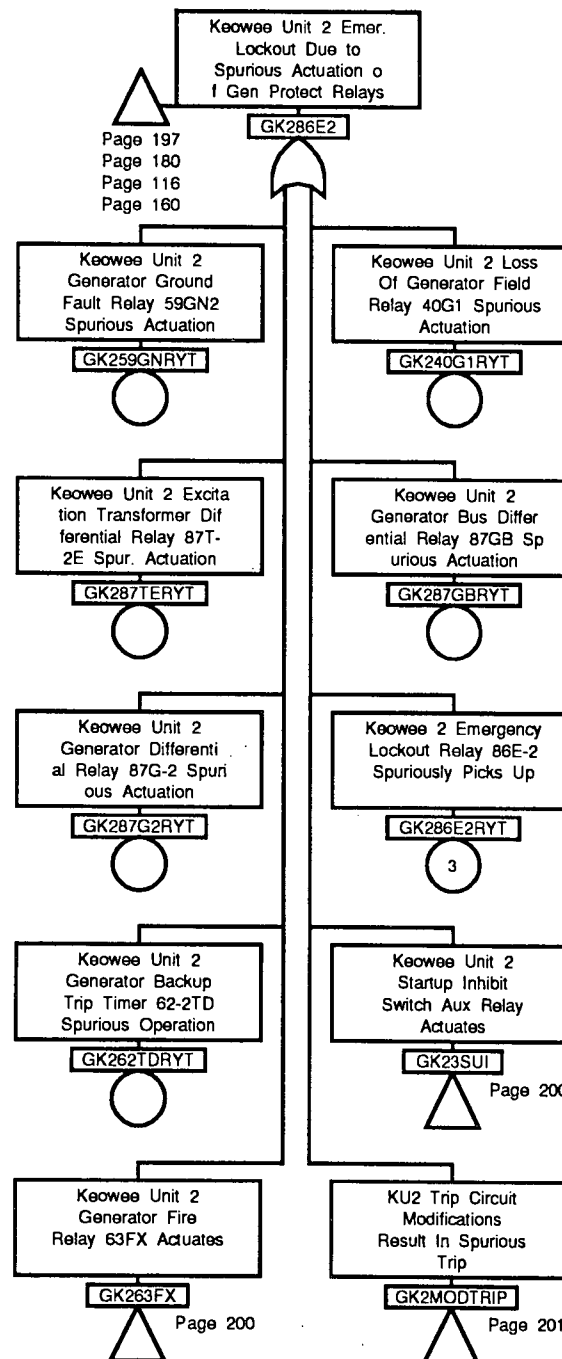 Keowee Unit 2 Emer.
Lockout Due to
Spurious Actuation o
f Gen Protect Relays
GK286E2
Page 197
Page 180
Page 116
Page 160
Keowee Unit 2
Generator Ground
Fault Relay 59GN2
Spurious Actuation
GK259GNRYT
Keowee Unit 2 Loss
Of Generator Field
Relay 40G1 Spurious
Actuation
GK240G1RYT
Keowee Unit 2 Excita
tion Transformer Dif
ferential Relay 87T-
2E Spur. Actuation
GK287TERYT
Keowee Unit 2
Generator Bus Differ
ential Relay 87GB Sp
urious Actuation
GK287GBRYT
Keowee Unit 2
Generator Differenti
al Relay 87G-2 Spuri
ous Actuation
GK287G2RYT
Keowee 2 Emergency
Lockout Relay 86E-2
Spuriously Picks Up
GK286E2RYT
3
Keowee Unit 2
Generator Backup
Trip Timer 62-2TD
Spurious Operation
GK262TDRYT
Keowee Unit 2
Startup Inhibit
Switch Aux Relay
Actuates
GK23SUI
Page 200
Keowee Unit 2
Generator Fire
Relay 63FX Actuates
GK263FX
Page 200
KU2 Trip Circuit
Modifications
Result In Spurious
Trip
GK2MODTRIP
Page 201